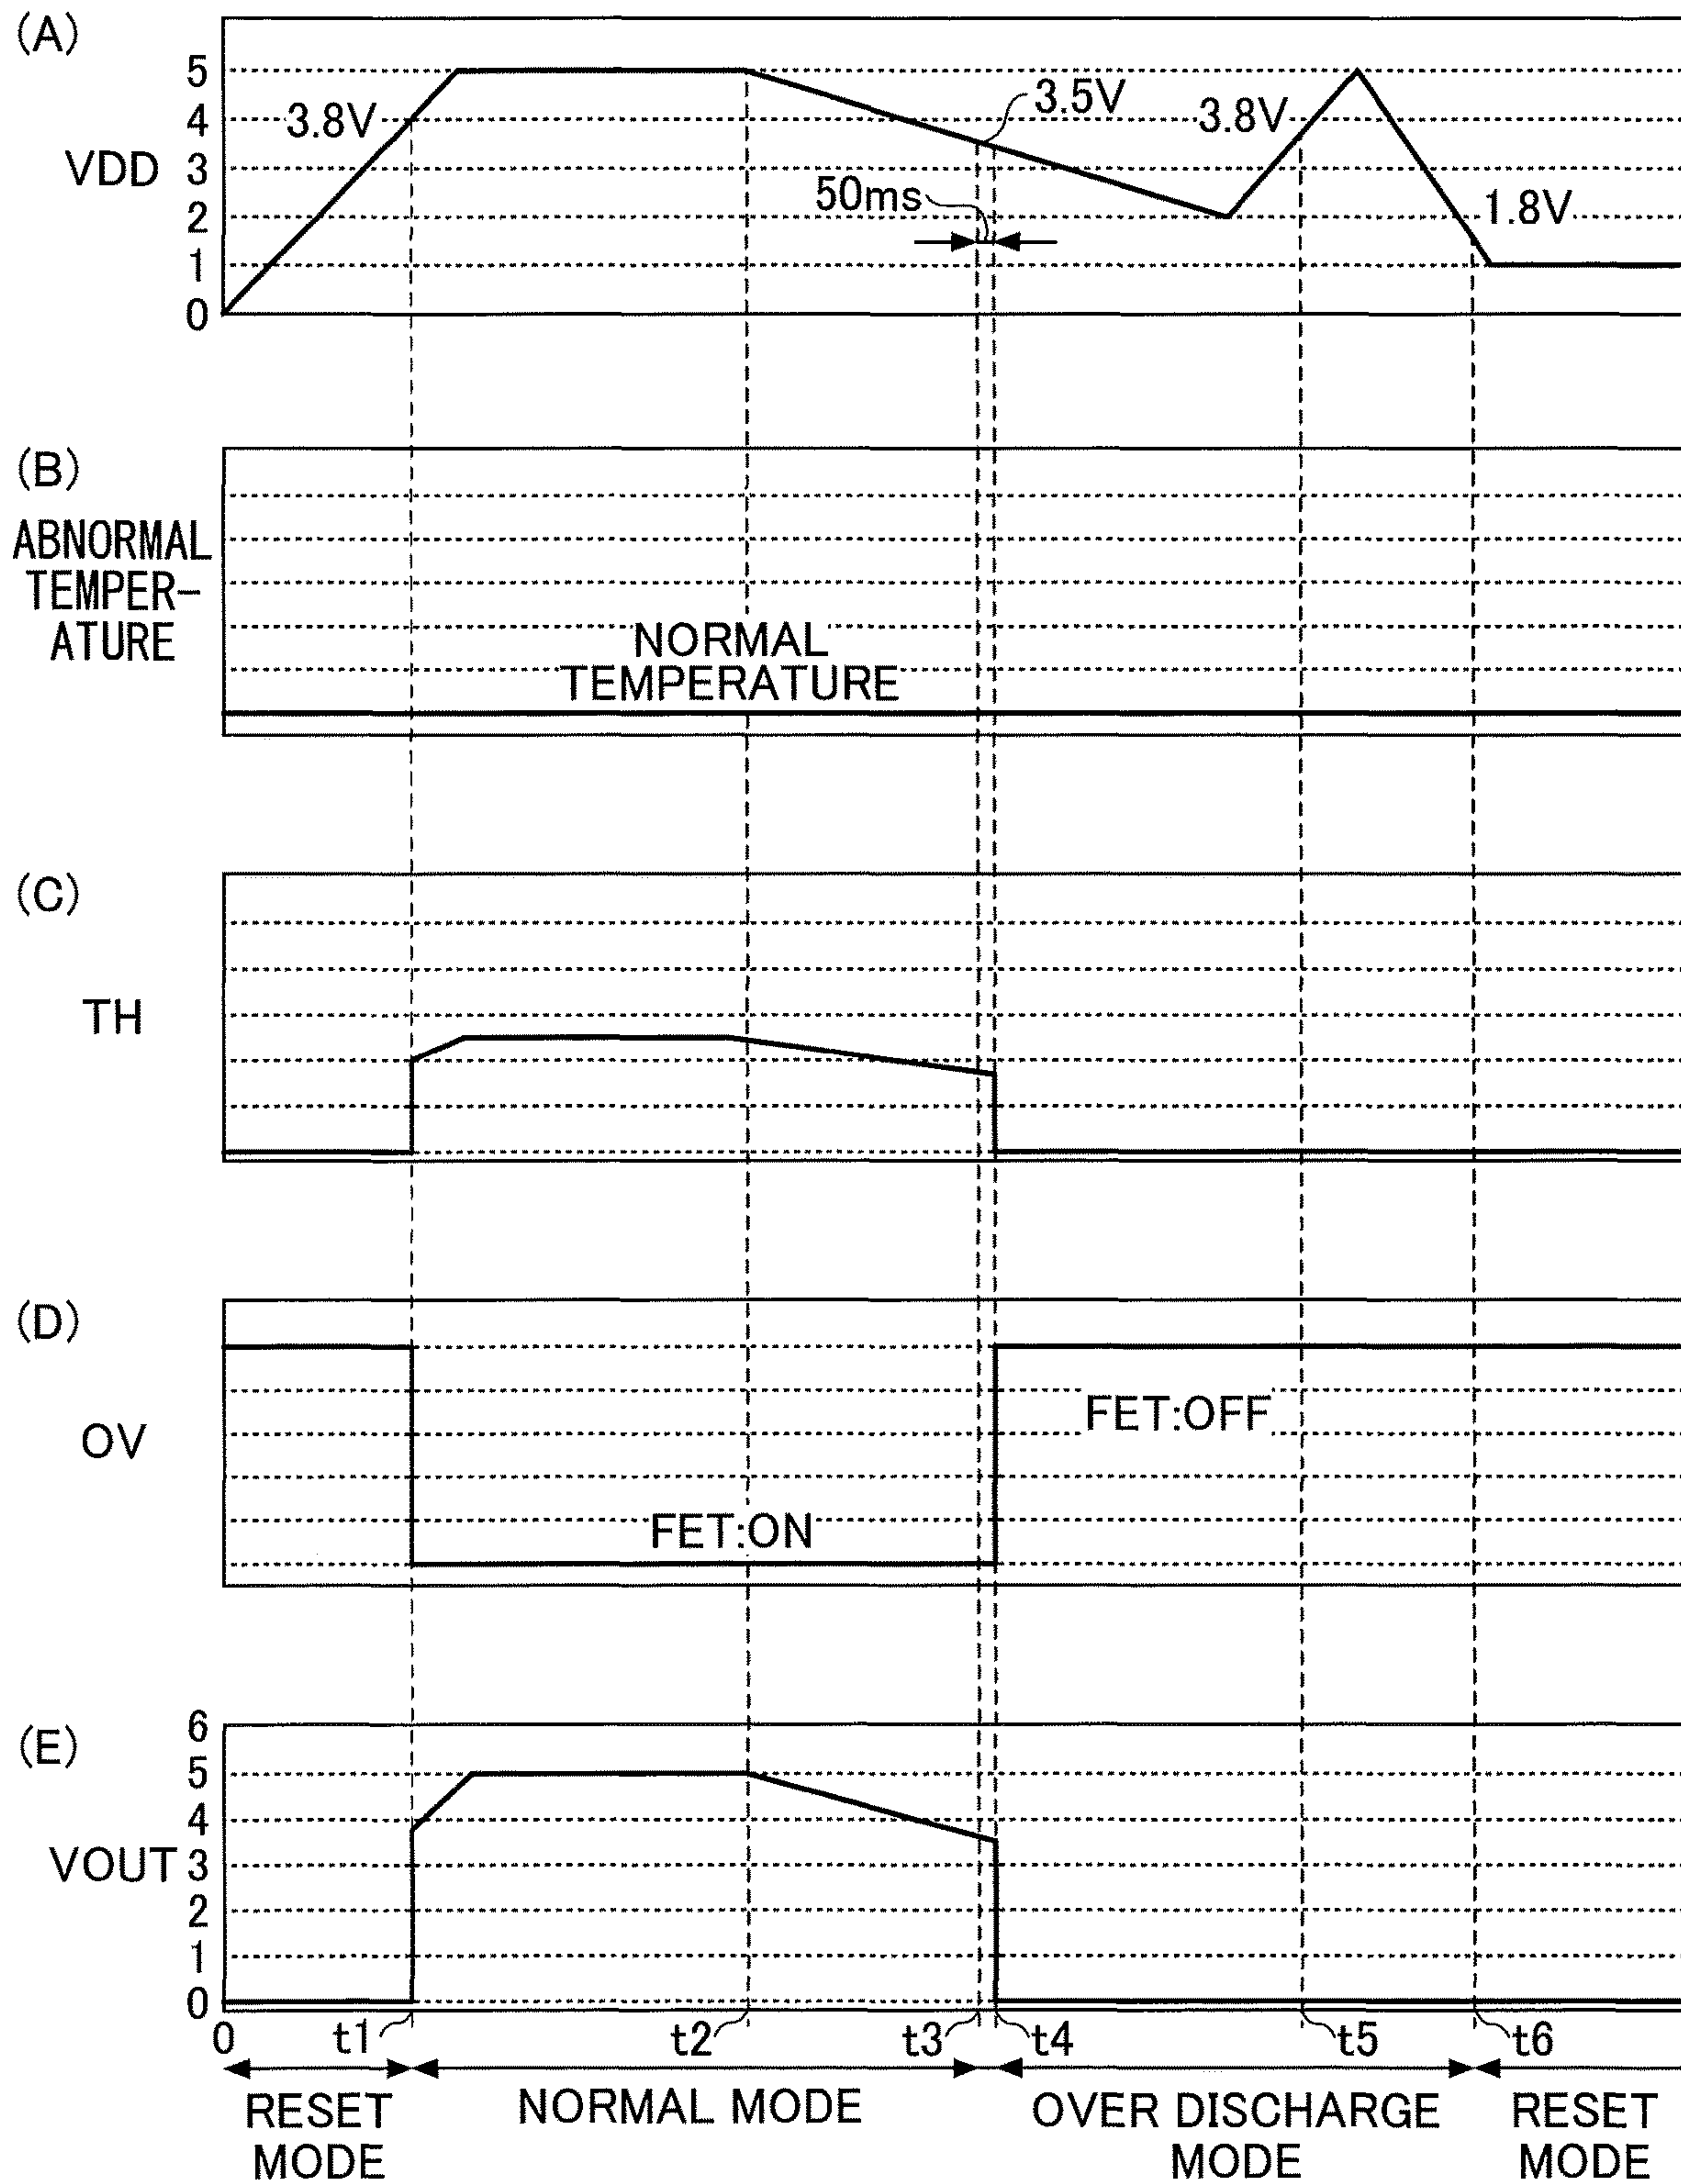 (A)
5
4
VDD 3
2
1
0
3.8V
3.5V
50ms
3.8V
1.8V
(B)
ABNORMAL
TEMPER-
ATURE
NORMAL
TEMPERATURE
(C)
TH
(D)
OV
FET:ON
FET:OFF
(E)
6
5
4
VOUT 3
2
1
0
0 t1 t2 t3 t4 t5 t6
RESET
MODE
NORMAL MODE
OVER DISCHARGE
MODE
RESET
MODE